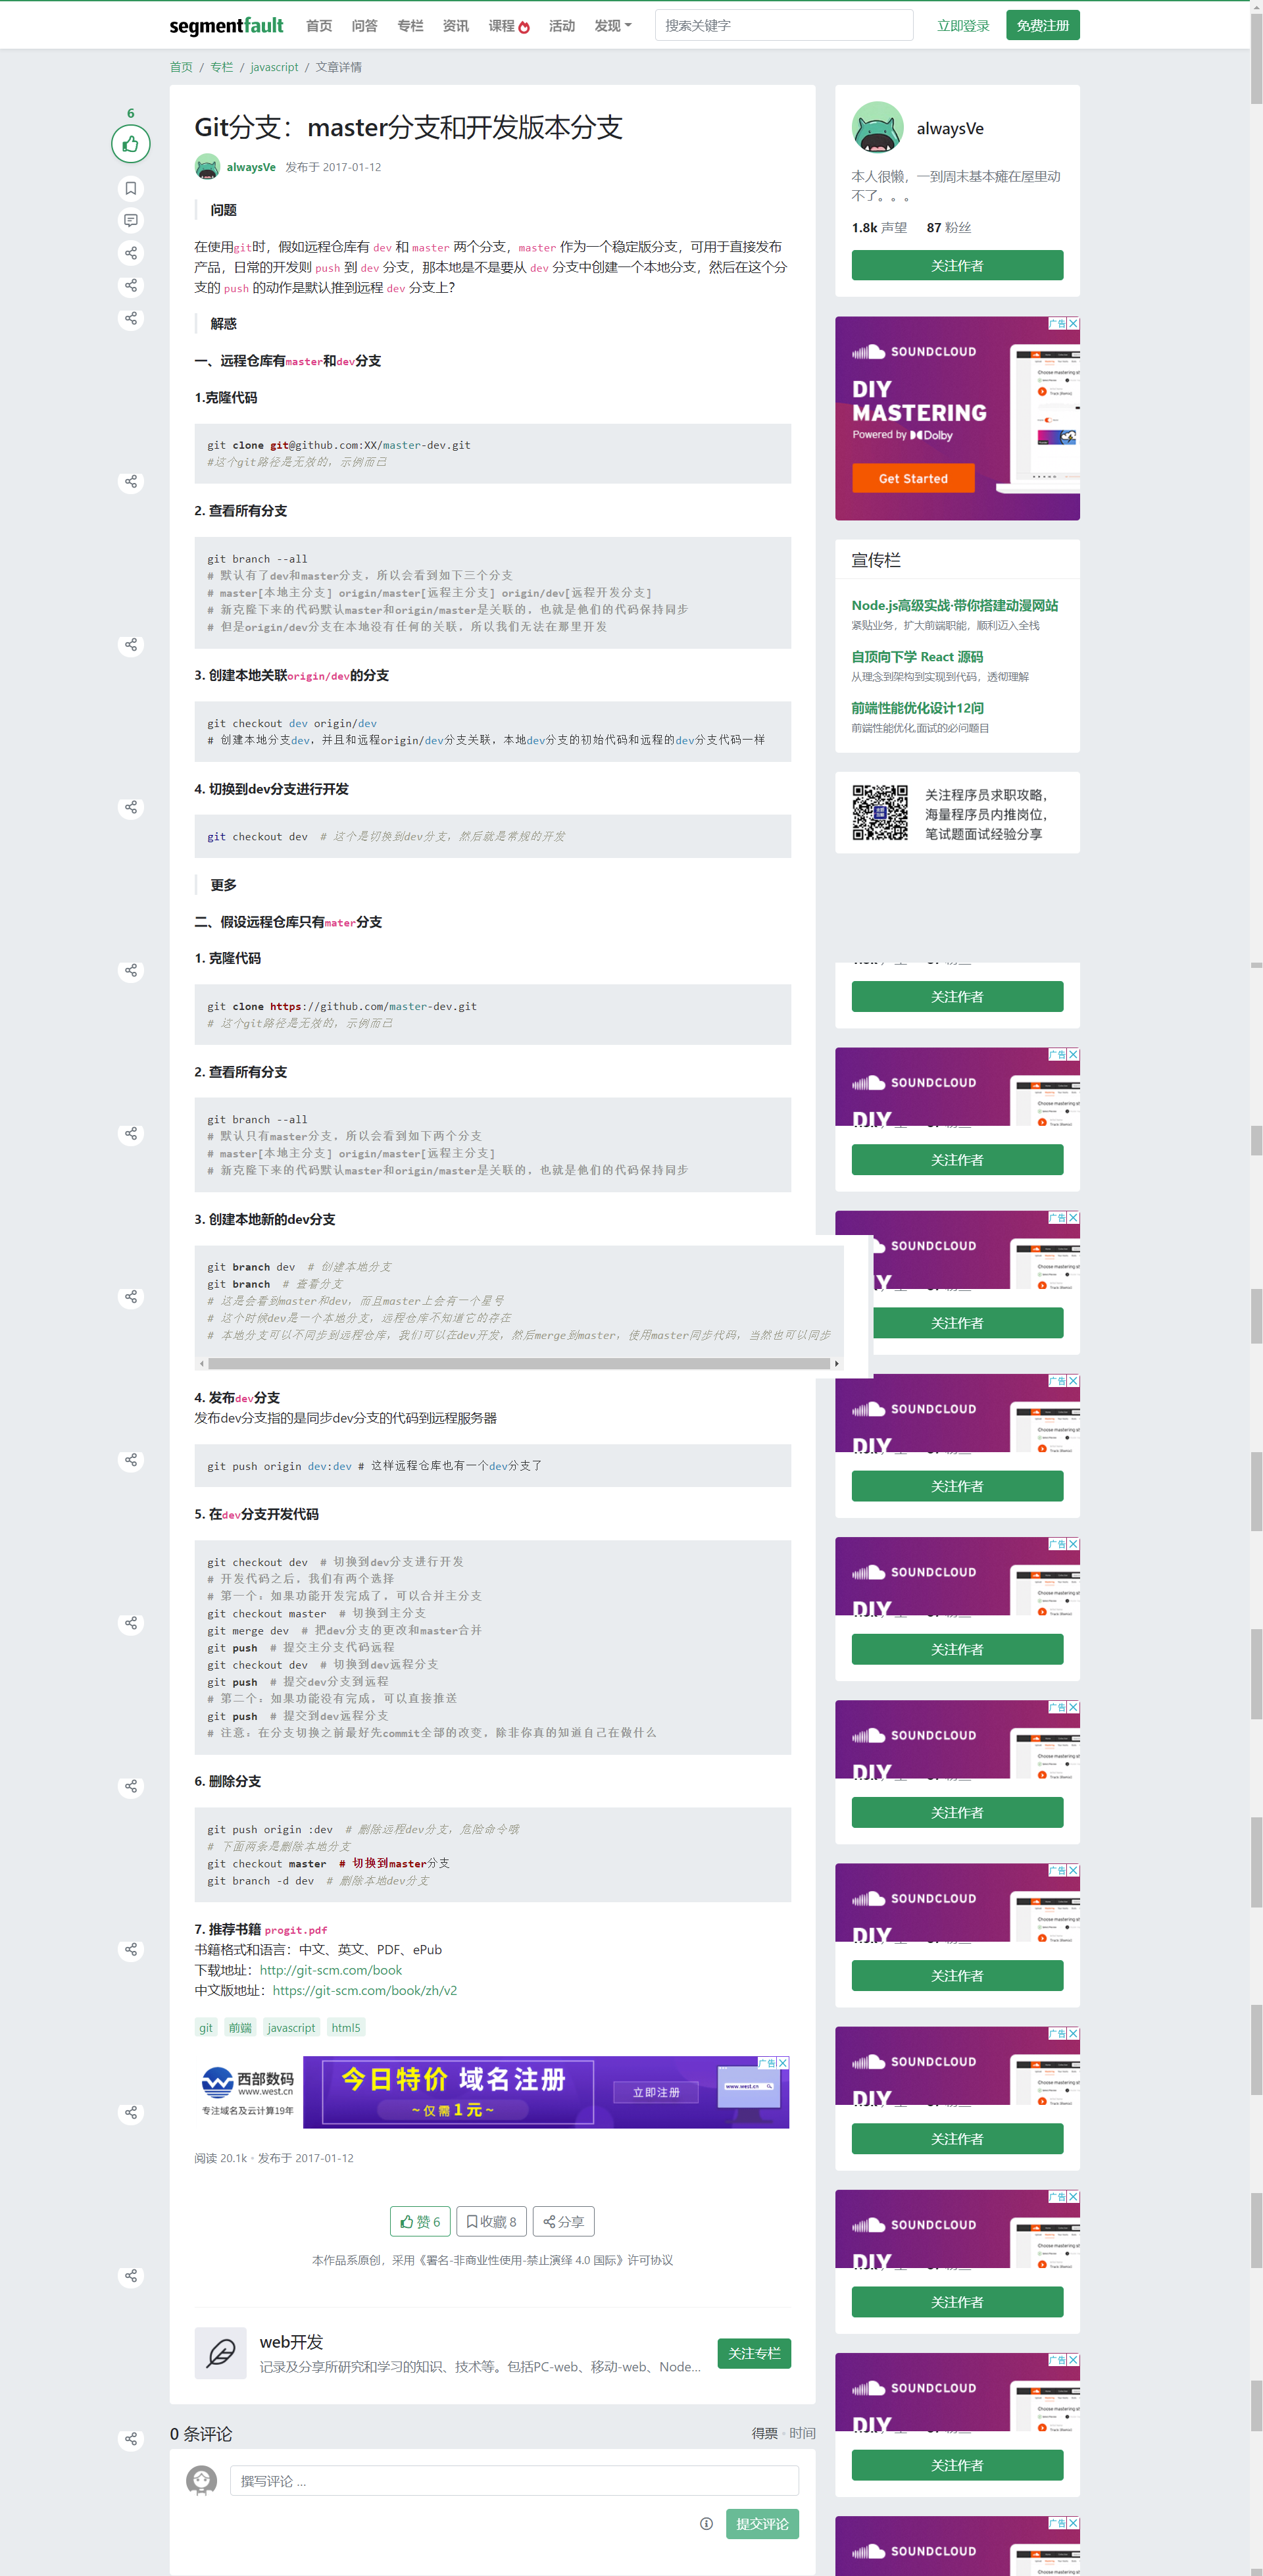 segmentfault 首页 问答 专栏 资讯 课程 活动 发现 搜索关键字 立即登录 免费注册
首页 / 专栏 / javascript / 文章详情
6
Git分支：master分支和开发版本分支
alwaysVe 发布于 2017-01-12
问题
在使用git时，假如远程仓库有 dev 和 master 两个分支，master 作为一个稳定版分支，可用于直接发布
产品，日常的开发则 push 到 dev 分支，那本地是不是要从 dev 分支中创建一个本地分支，然后在这个分
支的 push 的动作是默认推到远程 dev 分支上？
解惑
一、远程仓库有master和dev分支
1.克隆代码
git clone git@github.com:XX/master-dev.git
#这个git路径是无效的，示例而已
2. 查看所有分支
git branch --all
# 默认有了dev和master分支，所以会看到如下三个分支
# master[本地主分支] origin/master[远程主分支] origin/dev[远程开发分支]
# 新克隆下来的代码默认master和origin/master是关联的，也就是他们的代码保持同步
# 但是origin/dev分支在本地没有任何的关联，所以我们无法在那里开发
3. 创建本地关联origin/dev的分支
git checkout dev origin/dev
# 创建本地分支dev，并且和远程origin/dev分支关联，本地dev分支的初始代码和远程的dev分支代码一样
4. 切换到dev分支进行开发
git checkout dev # 这个是切换到dev分支，然后就是常规的开发
更多
二、假设远程仓库只有mater分支
1. 克隆代码
git clone https://github.com/master-dev.git
# 这个git路径是无效的，示例而已
2. 查看所有分支
git branch --all
# 默认只有master分支，所以会看到如下两个分支
# master[本地主分支] origin/master[远程主分支]
# 新克隆下来的代码默认master和origin/master是关联的，也就是他们的代码保持同步
3. 创建本地新的dev分支
git branch dev # 创建本地分支
git branch # 查看分支
# 这是会看到master和dev，而且master上会有一个星号
# 这个时候dev是一个本地分支，远程仓库不知道它的存在
# 本地分支可以不同步到远程仓库，我们可以在dev开发，然后merge到master，使用master同步代码，当然也可以同步
4. 发布dev分支
发布dev分支指的是同步dev分支的代码到远程服务器
git push origin dev:dev # 这样远程仓库也有一个dev分支了
5. 在dev分支开发代码
git checkout dev # 切换到dev分支进行开发
# 开发代码之后，我们有两个选择
# 第一个：如果功能开发完成了，可以合并主分支
git checkout master # 切换到主分支
git merge dev # 把dev分支的更改和master合并
git push # 提交主分支代码远程
git checkout dev # 切换到dev远程分支
git push # 提交dev分支到远程
# 第二个：如果功能没有完成，可以直接推送
git push # 提交到dev远程分支
# 注意：在分支切换之前最好先commit全部的改变，除非你真的知道自己在做什么
6. 删除分支
git push origin :dev # 删除远程dev分支，危险命令哦
# 下面两条是删除本地分支
git checkout master # 切换到master分支
git branch -d dev # 删除本地dev分支
7. 推荐书籍 progit.pdf
书籍格式和语言：中文、英文、PDF、ePub
下载地址：http://git-scm.com/book
中文版地址：https://git-scm.com/book/zh/v2
git 前端 javascript html5
西部数码
www.west.cn
专注域名及云计算19年
今日特价 域名注册
~仅需1元~
立即注册
www.west.cn
广告
阅读 20.1k · 发布于 2017-01-12
赞 6 收藏 8 分享
本作品系原创，采用《署名-非商业性使用-禁止演绎 4.0 国际》许可协议
web开发
记录及分享所研究和学习的知识、技术等。包括PC-web、移动-web、Node...
关注专栏
0 条评论
得票 · 时间
撰写评论 ...
提交评论
alwaysVe
本人很懒，一到周末基本瘫在屋里动
不了。。。
1.8k 声望 87 粉丝
关注作者
广告
SOUNDCLOUD
DIY
MASTERING
Powered by Dolby
Get Started
宣传栏
Node.js高级实战·带你搭建动漫网站
紧贴业务，扩大前端职能，顺利迈入全栈
自顶向下学 React 源码
从理念到架构到实现到代码，透彻理解
前端性能优化设计12问
前端性能优化,面试的必问题目
关注程序员求职攻略，
海量程序员内推岗位，
笔试题面试经验分享
关注作者
广告
SOUNDCLOUD
DIY
关注作者
广告
SOUNDCLOUD
DIY
关注作者
广告
SOUNDCLOUD
DIY
关注作者
广告
SOUNDCLOUD
DIY
关注作者
广告
SOUNDCLOUD
DIY
关注作者
广告
SOUNDCLOUD
DIY
关注作者
广告
SOUNDCLOUD
DIY
关注作者
广告
SOUNDCLOUD
DIY
关注作者
广告
SOUNDCLOUD
DIY
关注作者
广告
SOUNDCLOUD
DIY